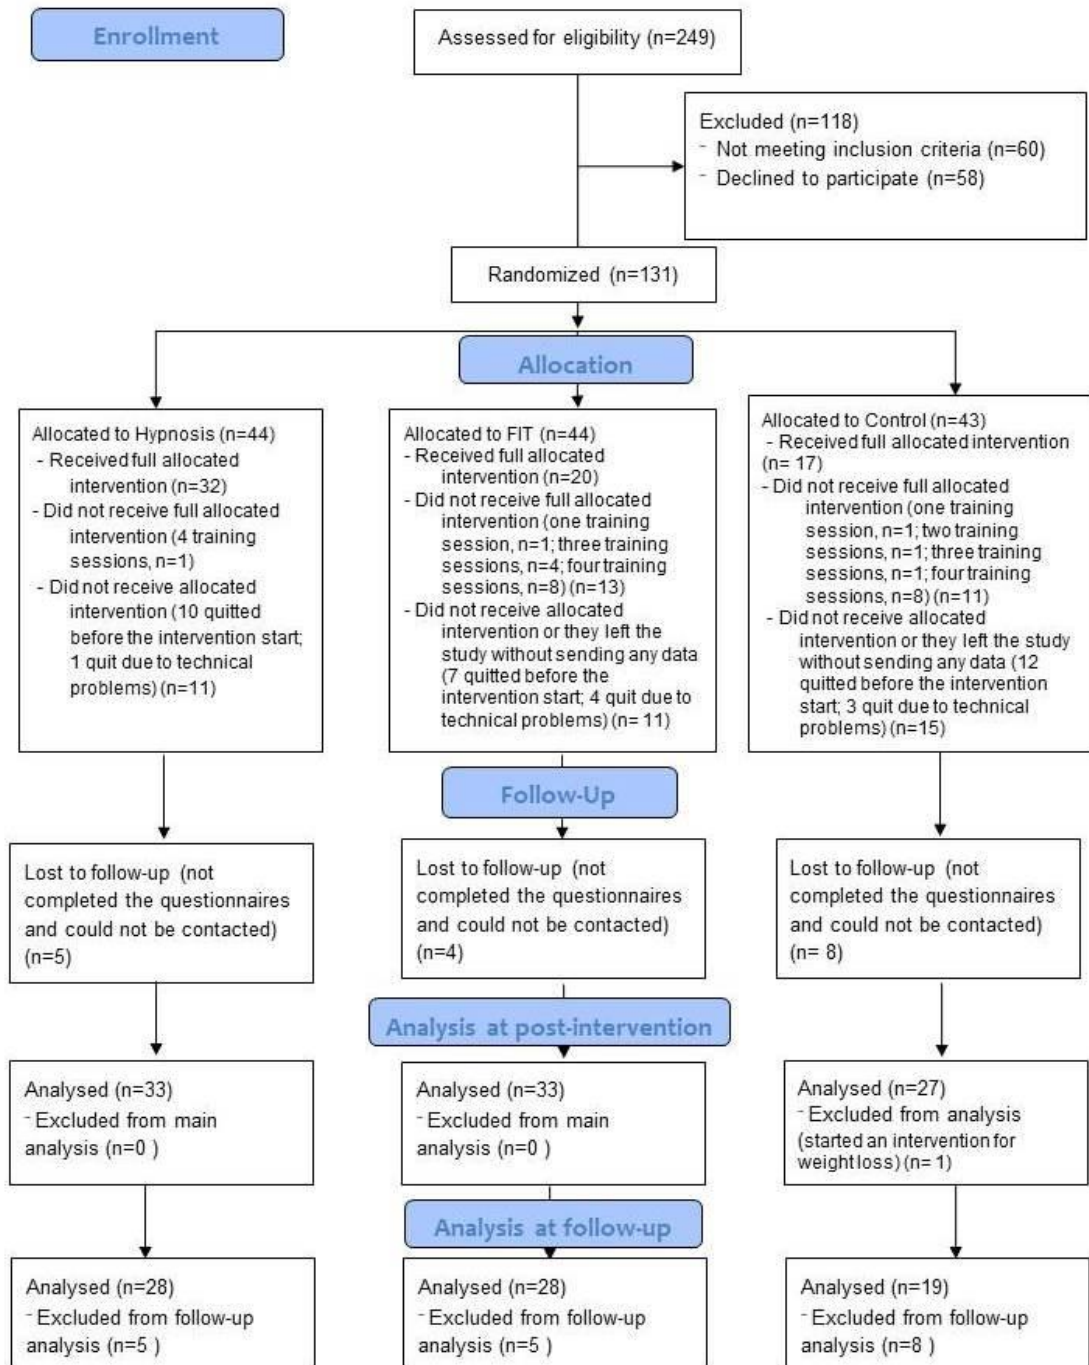 Enrollment
Assessed for eligibility (n=249)
Excluded (n=118)
- Not meeting inclusion criteria (n=60)
- Declined to participate (n=58)
Randomized (n=131)
Allocation
Allocated to Hypnosis (n=44)
- Received full allocated
intervention (n=32)
- Did not receive full allocated
intervention (4 training
sessions, n=1)
- Did not receive allocated
intervention (10 quitted
before the intervention start;
1 quit due to technical
problems) (n=11)
Allocated to FIT (n=44)
- Received full allocated
intervention (n=20)
- Did not receive full allocated
intervention (one training
session, n=1; three training
sessions, n=4; four training
sessions, n=8) (n=13)
- Did not receive allocated
intervention or they left the
study without sending any data
(7 quitted before the
intervention start; 4 quit due to
technical problems) (n= 11)
Allocated to Control (n=43)
- Received full allocated intervention
(n= 17)
- Did not receive full allocated
intervention (one training
session, n=1; two training
sessions, n=1; three training
sessions, n=1; four training
sessions, n=8) (n=11)
- Did not receive allocated
intervention or they left the study
without sending any data (12
quitted before the intervention
start; 3 quit due to technical
problems) (n=15)
Follow-Up
Lost to follow-up (not
completed the questionnaires
and could not be contacted)
(n=5)
Lost to follow-up (not
completed the questionnaires
and could not be contacted)
(n=4)
Lost to follow-up (not
completed the questionnaires
and could not be contacted)
(n= 8)
Analysis at post-intervention
Analysed (n=33)
- Excluded from main
analysis (n=0 )
Analysed (n=33)
- Excluded from main
analysis (n=0 )
Analysed (n=27)
- Excluded from analysis
(started an intervention for
weight loss) (n= 1)
Analysis at follow-up
Analysed (n=28)
- Excluded from follow-up
analysis (n=5 )
Analysed (n=28)
- Excluded from follow-up
analysis (n=5 )
Analysed (n=19)
- Excluded from follow-up
analysis (n=8 )